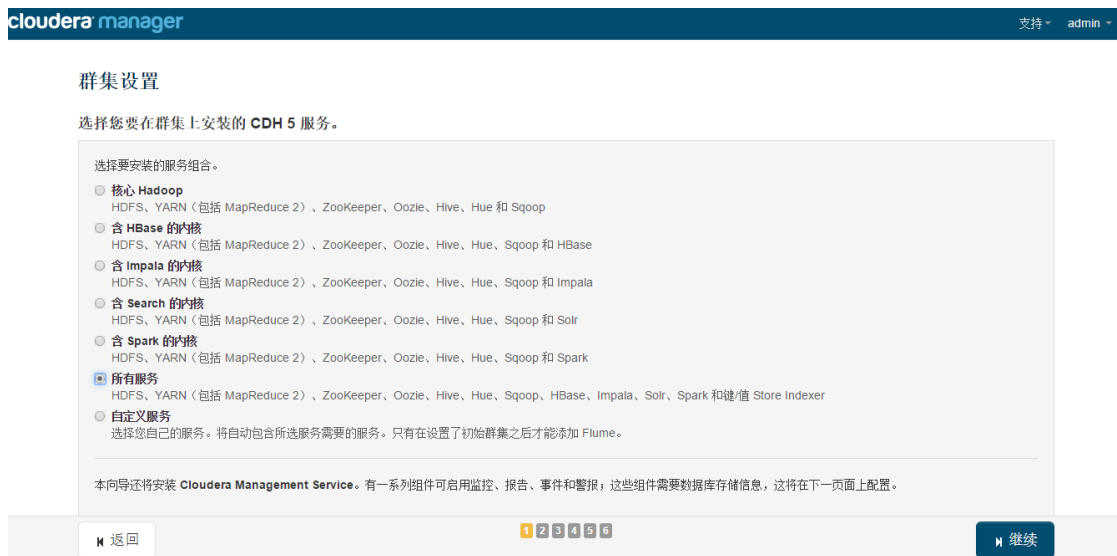 cloudera manager
支持 admin
群集设置
选择您要在群集上安装的 CDH 5 服务。
选择要安装的服务组合。
核心 Hadoop
HDFS、YARN（包括 MapReduce 2）、ZooKeeper、Oozie、Hive、Hue 和 Sqoop
含 HBase 的内核
HDFS、YARN（包括 MapReduce 2）、ZooKeeper、Oozie、Hive、Hue、Sqoop 和 HBase
含 Impala 的内核
HDFS、YARN（包括 MapReduce 2）、ZooKeeper、Oozie、Hive、Hue、Sqoop 和 Impala
含 Search 的内核
HDFS、YARN（包括 MapReduce 2）、ZooKeeper、Oozie、Hive、Hue、Sqoop 和 Solr
含 Spark 的内核
HDFS、YARN（包括 MapReduce 2）、ZooKeeper、Oozie、Hive、Hue、Sqoop 和 Spark
所有服务
HDFS、YARN（包括 MapReduce 2）、ZooKeeper、Oozie、Hive、Hue、Sqoop、HBase、Impala、Solr、Spark 和键/值 Store Indexer
自定义服务
选择您自己的服务。将自动包含所选服务需要的服务。只有在设置了初始群集之后才能添加 Flume。
本向导还将安装 Cloudera Management Service。有一系列组件可启用监控、报告、事件和警报；这些组件需要数据库存储信息，这将在下一页面上配置。
返回 1 2 3 4 5 6 继续